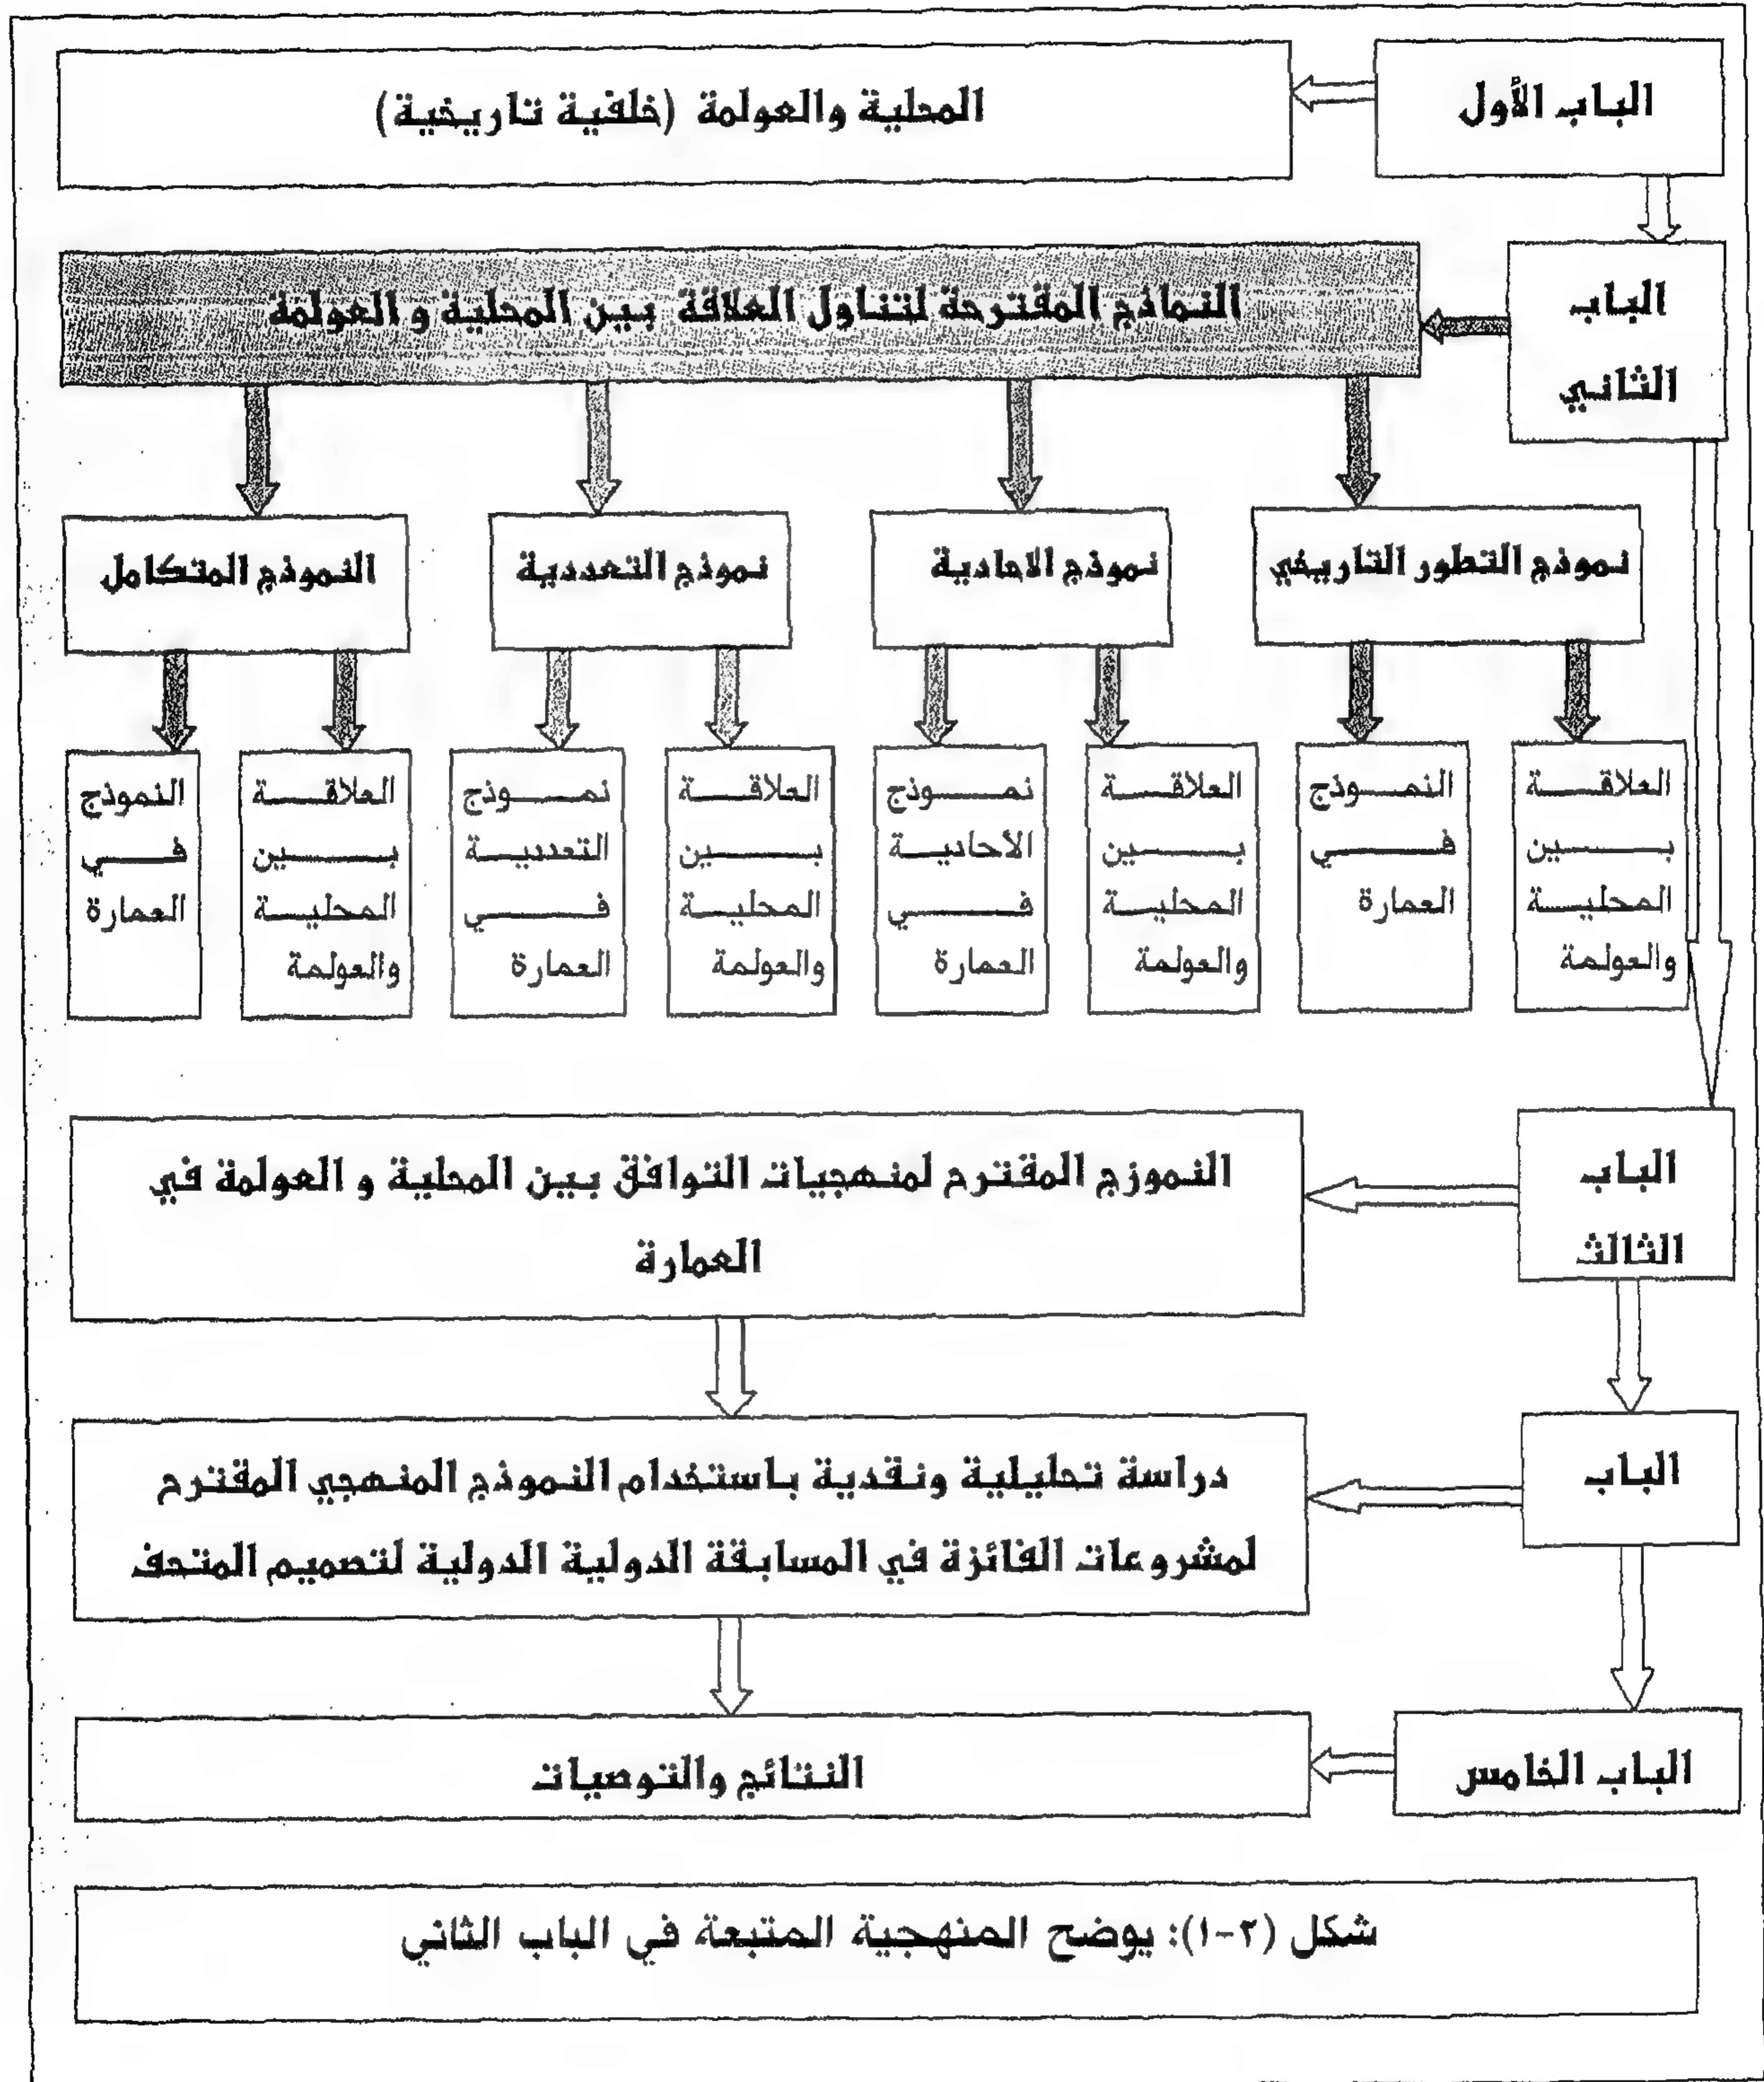 الباب الأول
المحلية والعولمة (خلفية تاريخية)
الباب
الثاني
النماذج المقترحة لتناول العلاقة بين المحلية و العولمة
نموذج التطور التاريخي
نموذج الاحادية
نموذج التعددية
النموذج المتكامل
العلاقة
بين
المحلية
والعولمة
النموذج
في
العمارة
العلاقة
بين
المحلية
والعولمة
نموذج
الأحادية
في
العمارة
العلاقة
بين
المحلية
والعولمة
نموذج
التعددية
في
العمارة
العلاقة
بين
المحلية
والعولمة
النموذج
في
العمارة
الباب
الثالث
النموزج المقترح لمنهجيات التوافق بين المحلية و العولمة في
العمارة
الباب
دراسة تحليلية ونقدية باستخدام النموذج المنهجي المقترح
لمشروعات الفائزة في المسابقة الدولية الدولية لتصميم المتحف
الباب الخامس
النتائج والتوصيات
شكل (٢-١): يوضح المنهجية المتبعة في الباب الثاني